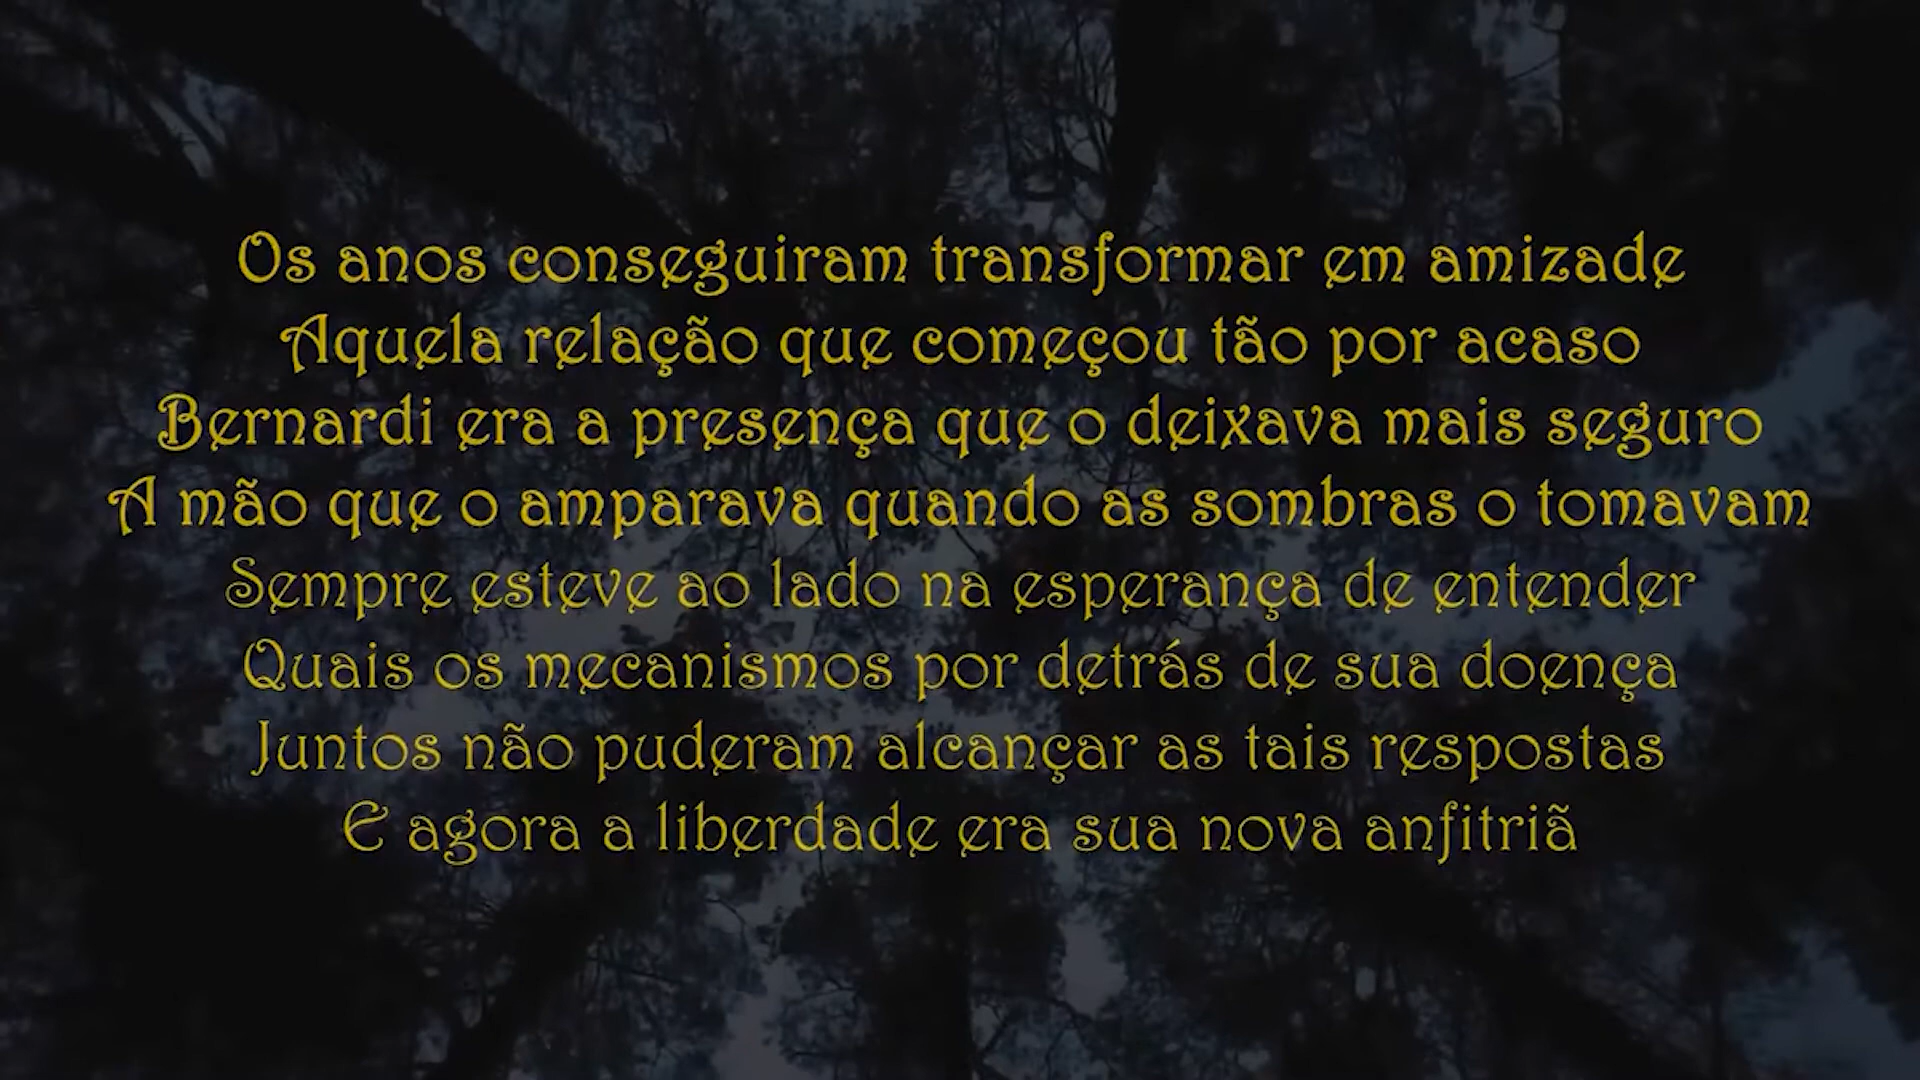 Os anos conseguiram transformar em amizade
Aquela relação que começou tão por acaso
Bernardi era a presença que o deixava mais seguro
A mão que o amparava quando as sombras o tomavam
Sempre esteve ao lado na esperança de entender
Quais os mecanismos por detrás de sua doença
Juntos não puderam alcançar as tais respostas
E agora a liberdade era sua nova anfitriã